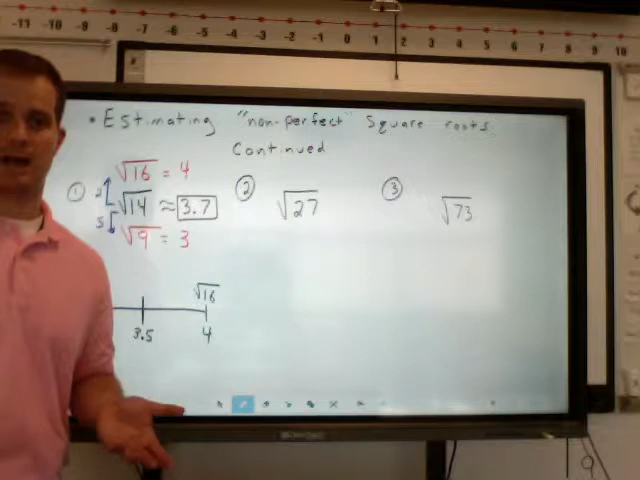 -11 -10 -9 -8 -7 -6 -5 -4 -3 -2 -1 0 1 2 3 4 5 6 7 8 9 10
• Estimating "non-perfect" Square roots
Continued
√16 = 4
① 2 √14 ≈ 3.7
5 √9 = 3
② √27
③ √73
√16
3.5 4